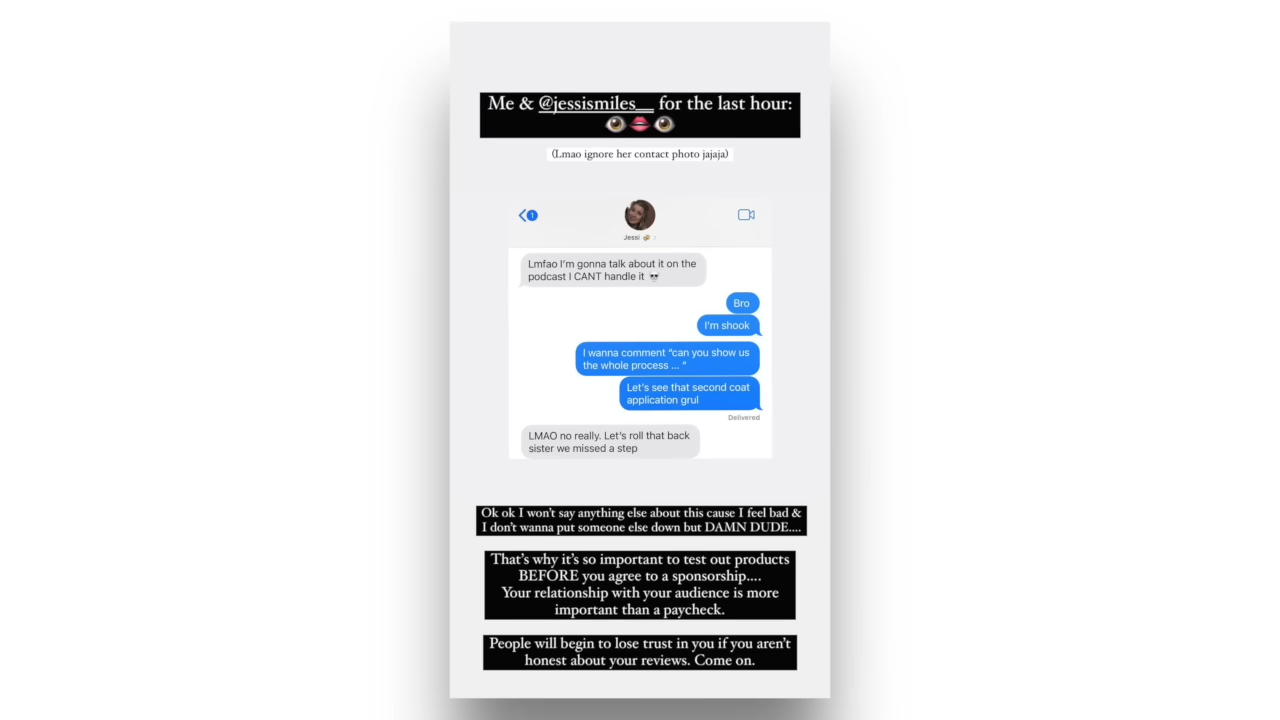 Me & @jessismiles__ for the last hour:
👁👄👁
(Lmao ignore her contact photo jajaja)
1
Jessi
Lmfao I'm gonna talk about it on the
podcast I CANT handle it ☠️
Bro
I'm shook
I wanna comment "can you show us
the whole process ... "
Let's see that second coat
application grul
Delivered
LMAO no really. Let's roll that back
sister we missed a step
Ok ok I won't say anything else about this cause I feel bad &
I don't wanna put someone else down but DAMN DUDE....
That's why it's so important to test out products
BEFORE you agree to a sponsorship....
Your relationship with your audience is more
important than a paycheck.
People will begin to lose trust in you if you aren't
honest about your reviews. Come on.